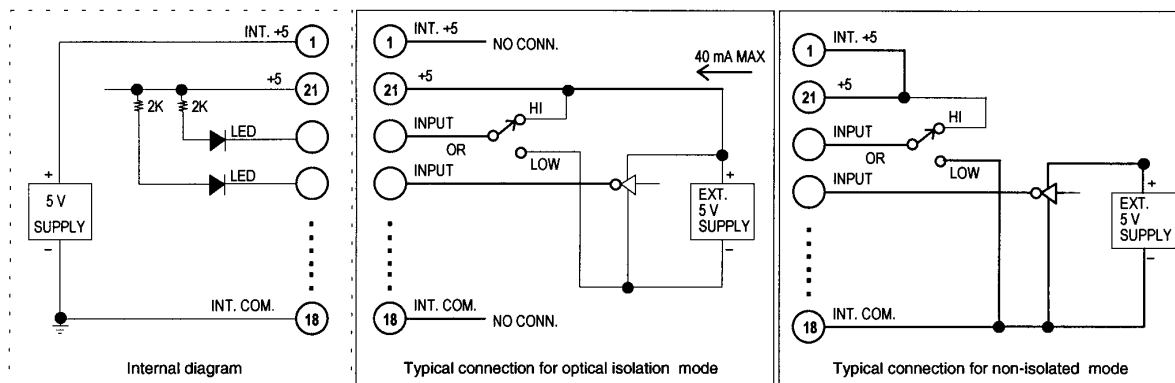 INT. +5
1
+5
21
2K
2K
LED
LED
+
5 V
SUPPLY
−
INT. COM.
18
Internal diagram
1
INT. +5
NO CONN.
40 mA MAX
21
+5
HI
INPUT
OR
LOW
INPUT
+
EXT.
5 V
SUPPLY
−
18
INT. COM.
NO CONN.
Typical connection for optical isolation mode
1
INT. +5
21
+5
HI
INPUT
OR
LOW
INPUT
+
EXT.
5 V
SUPPLY
−
18
INT. COM.
Typical connection for non-isolated mode